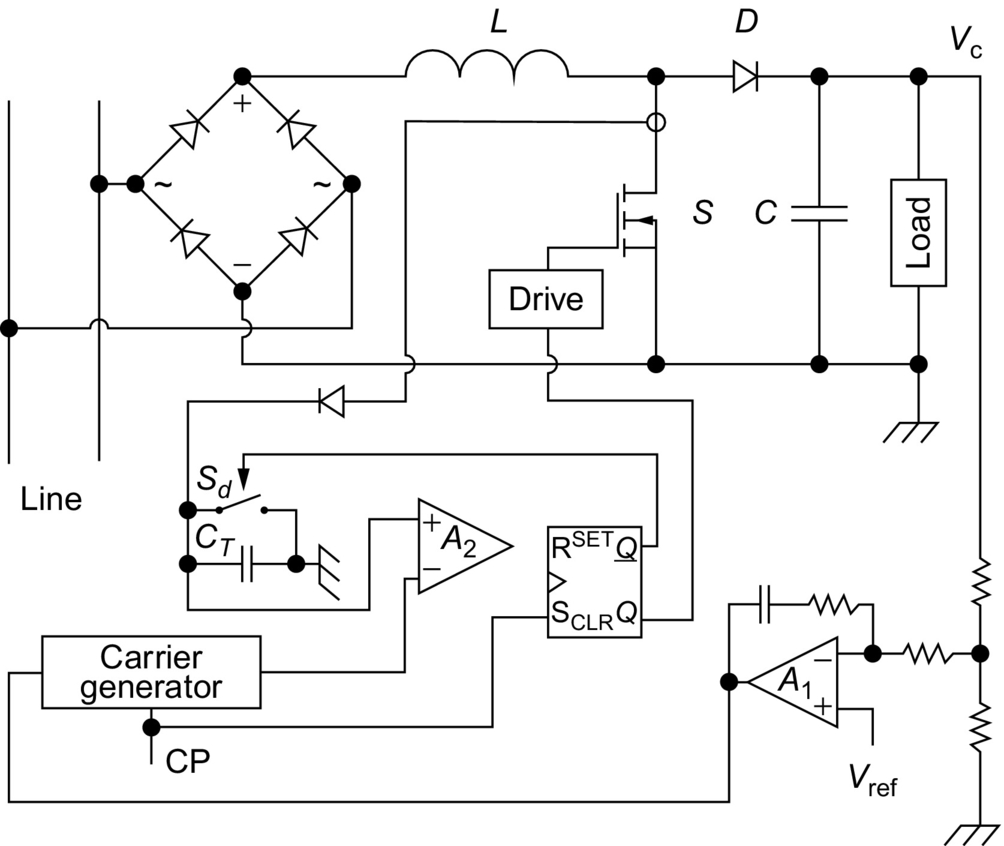 L
D
Vc
+
~
~
−
S
C
Load
Drive
Line
Sd
CT
+
A2
−
RSET Q
SCLR Q
Carrier
generator
CP
−
A1
+
Vref